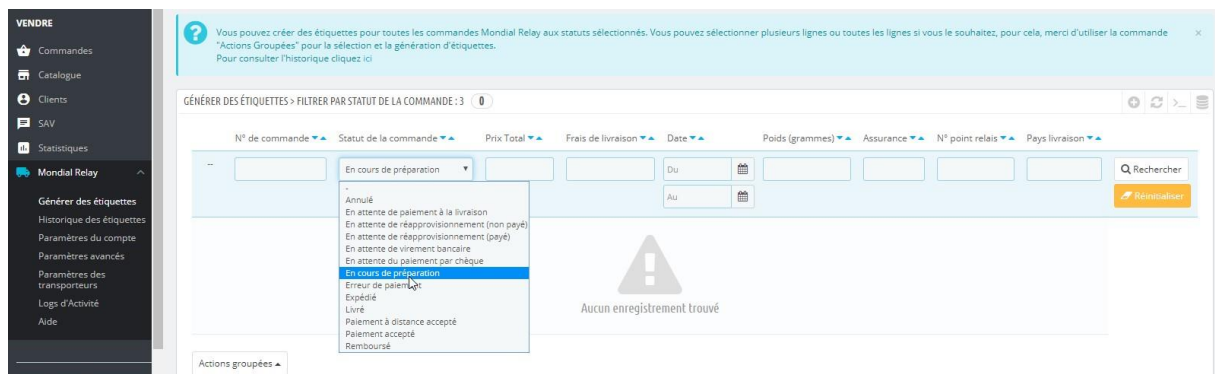 VENDRE
Commandes
Catalogue
Clients
SAV
Statistiques
Mondial Relay
Générer des étiquettes
Historique des étiquettes
Paramètres du compte
Paramètres avancés
Paramètres des
transporteurs
Logs d'Activité
Aide
Vous pouvez créer des étiquettes pour toutes les commandes Mondial Relay aux statuts sélectionnés. Vous pouvez sélectionner plusieurs lignes ou toutes les lignes si vous le souhaitez, pour cela, merci d'utiliser la commande
"Actions Groupées" pour la sélection et la génération d'étiquettes.
Pour consulter l'historique cliquez ici
GÉNÉRER DES ÉTIQUETTES > FILTRER PAR STATUT DE LA COMMANDE : 3 0
N° de commande Statut de la commande Prix Total Frais de livraison Date Poids (grammes) Assurance N° point relais Pays livraison
-- En cours de préparation Du Rechercher
Au Réinitialiser
-
Annulé
En attente de paiement à la livraison
En attente de réapprovisionnement (non payé)
En attente de réapprovisionnement (payé)
En attente de virement bancaire
En attente du paiement par chèque
En cours de préparation
Erreur de paiement
Expédié
Livré
Paiement à distance accepté
Paiement accepté
Remboursé
Aucun enregistrement trouvé
Actions groupées